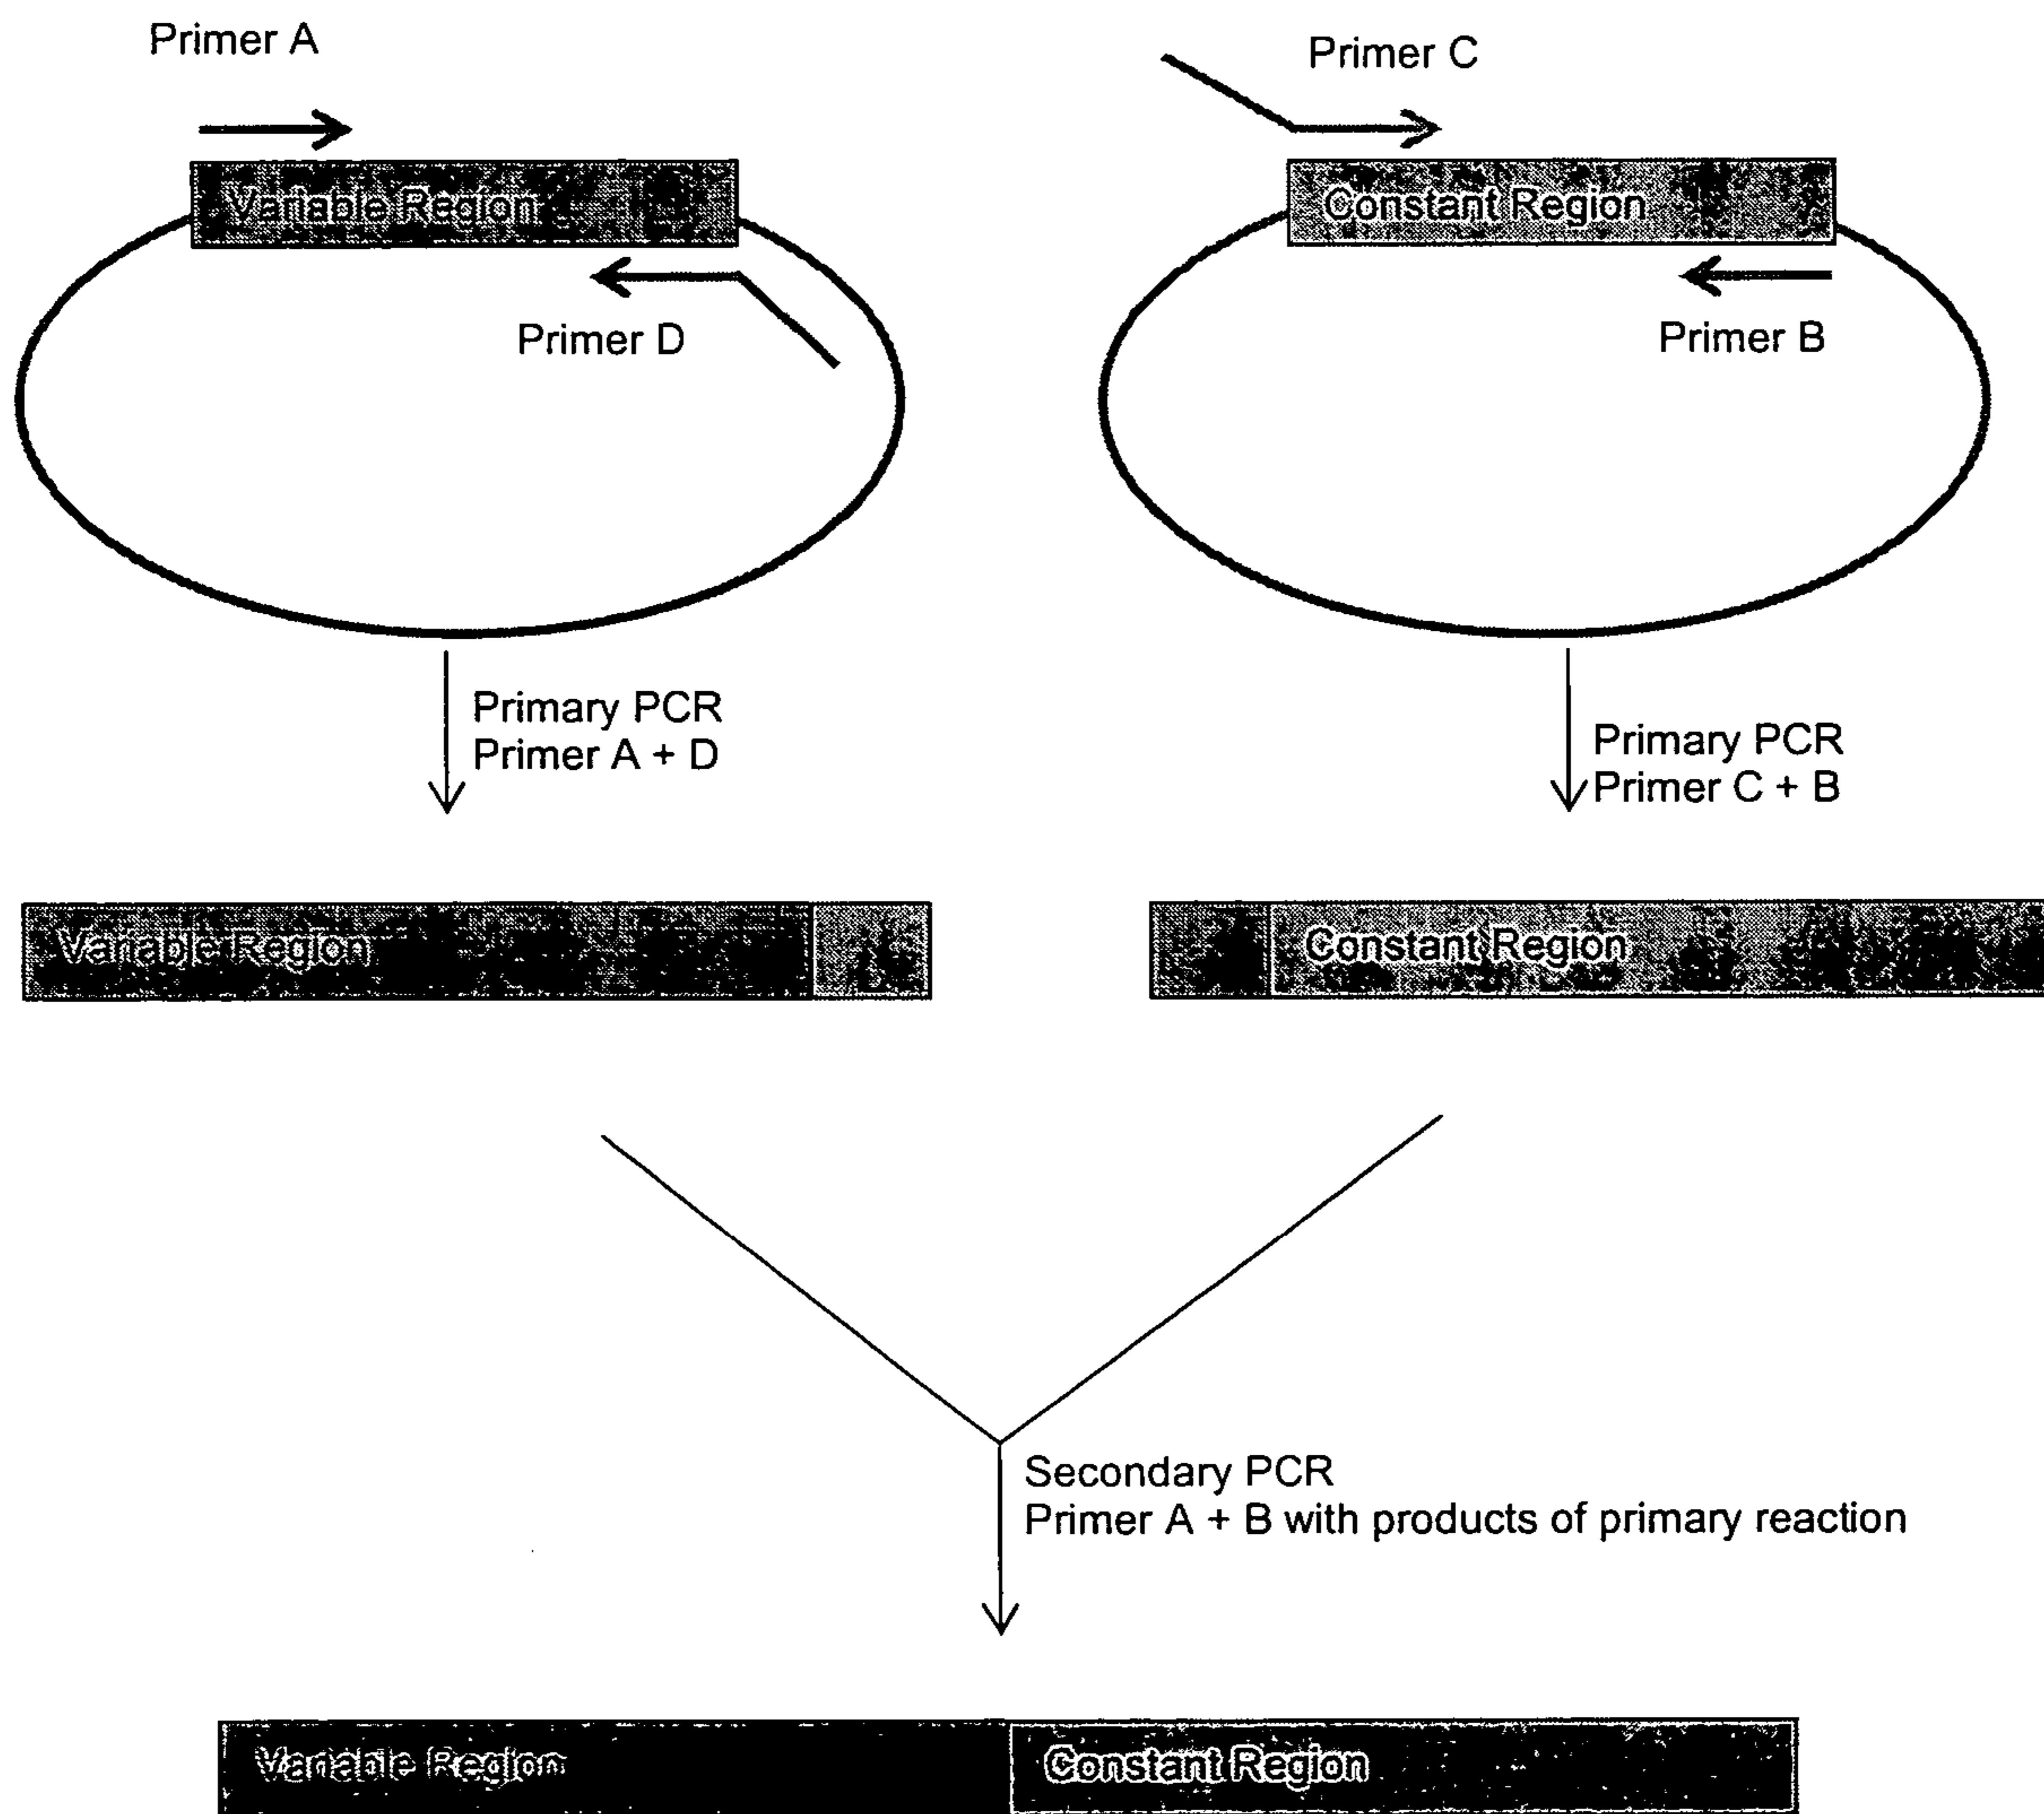 Primer A
Primer C
Variable Region
Constant Region
Primer D
Primer B
Primary PCR
Primer A + D
Primary PCR
Primer C + B
Variable Region
Constant Region
Secondary PCR
Primer A + B with products of primary reaction
Variable Region
Constant Region